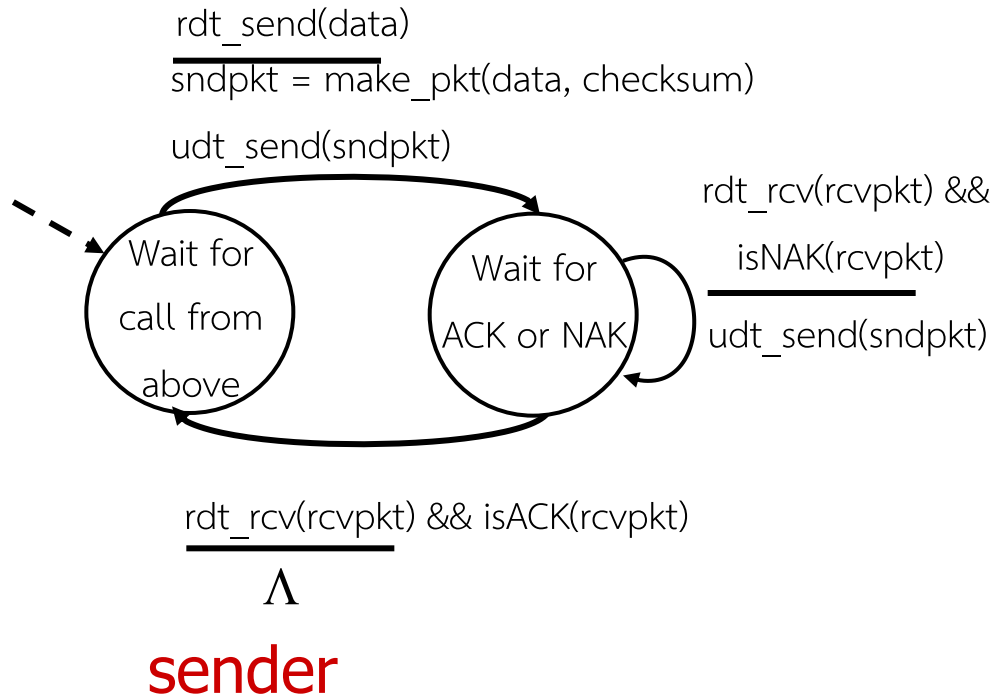 rdt_send(data)
sndpkt = make_pkt(data, checksum)
udt_send(sndpkt)
Wait for
call from
above
Wait for
ACK or NAK
rdt_rcv(rcvpkt) &&
isNAK(rcvpkt)
udt_send(sndpkt)
rdt_rcv(rcvpkt) && isACK(rcvpkt)
Λ
sender